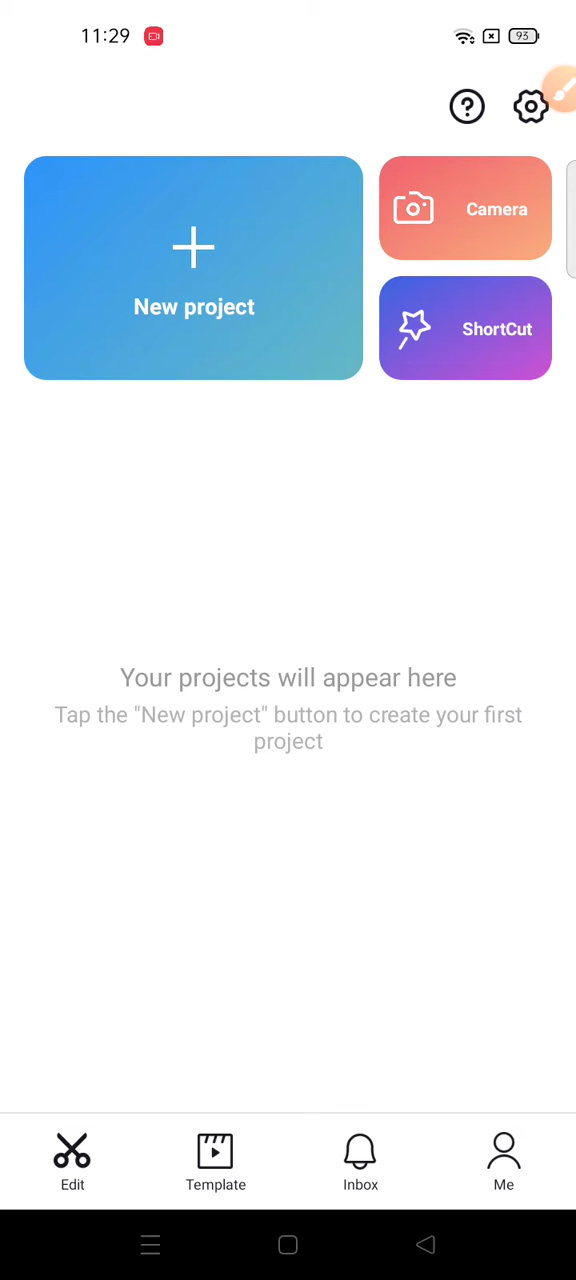 11:29
93
New project
Camera
ShortCut
Your projects will appear here
Tap the "New project" button to create your first
project
Edit
Template
Inbox
Me